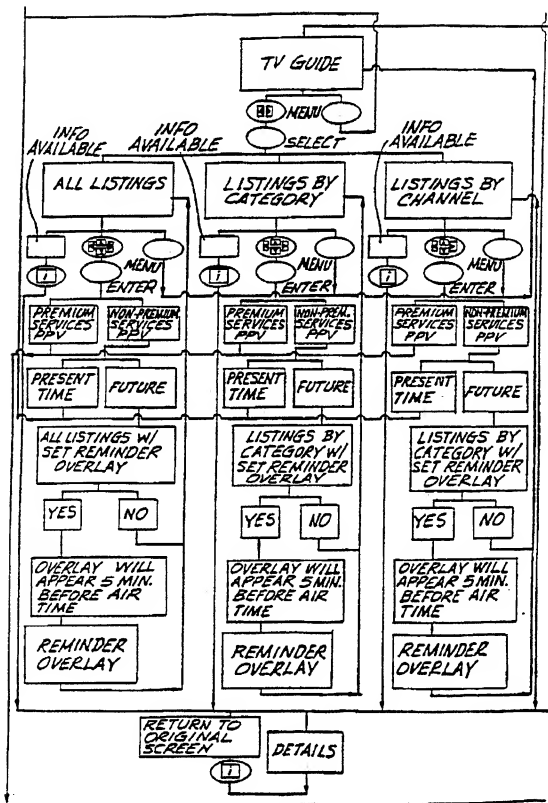 TV GUIDE
MENU
SELECT
INFO
AVAILABLE
INFO
AVAILABLE
INFO
AVAILABLE
ALL LISTINGS
LISTINGS BY
CATEGORY
LISTINGS BY
CHANNEL
i
MENU
ENTER
i
MENU
ENTER
i
MENU
ENTER
PREMIUM
SERVICES
PPV
NON-PREMIUM
SERVICES
PPV
PREMIUM
SERVICES
PPV
NON-PREM.
SERVICES
PPV
PREMIUM
SERVICES
PPV
NON-PREMIUM
SERVICES
PPV
PRESENT
TIME
FUTURE
PRESENT
TIME
FUTURE
PRESENT
TIME
FUTURE
ALL LISTINGS W/
SET REMINDER
OVERLAY
LISTINGS BY
CATEGORY W/
SET REMINDER
OVERLAY
LISTINGS BY
CATEGORY W/
SET REMINDER
OVERLAY
YES
NO
YES
NO
YES
NO
OVERLAY WILL
APPEAR 5 MIN.
BEFORE AIR
TIME
OVERLAY WILL
APPEAR 5 MIN.
BEFORE AIR
TIME
OVERLAY WILL
APPEAR 5 MIN.
BEFORE AIR
TIME
REMINDER
OVERLAY
REMINDER
OVERLAY
REMINDER
OVERLAY
RETURN TO
ORIGINAL
SCREEN
i
DETAILS